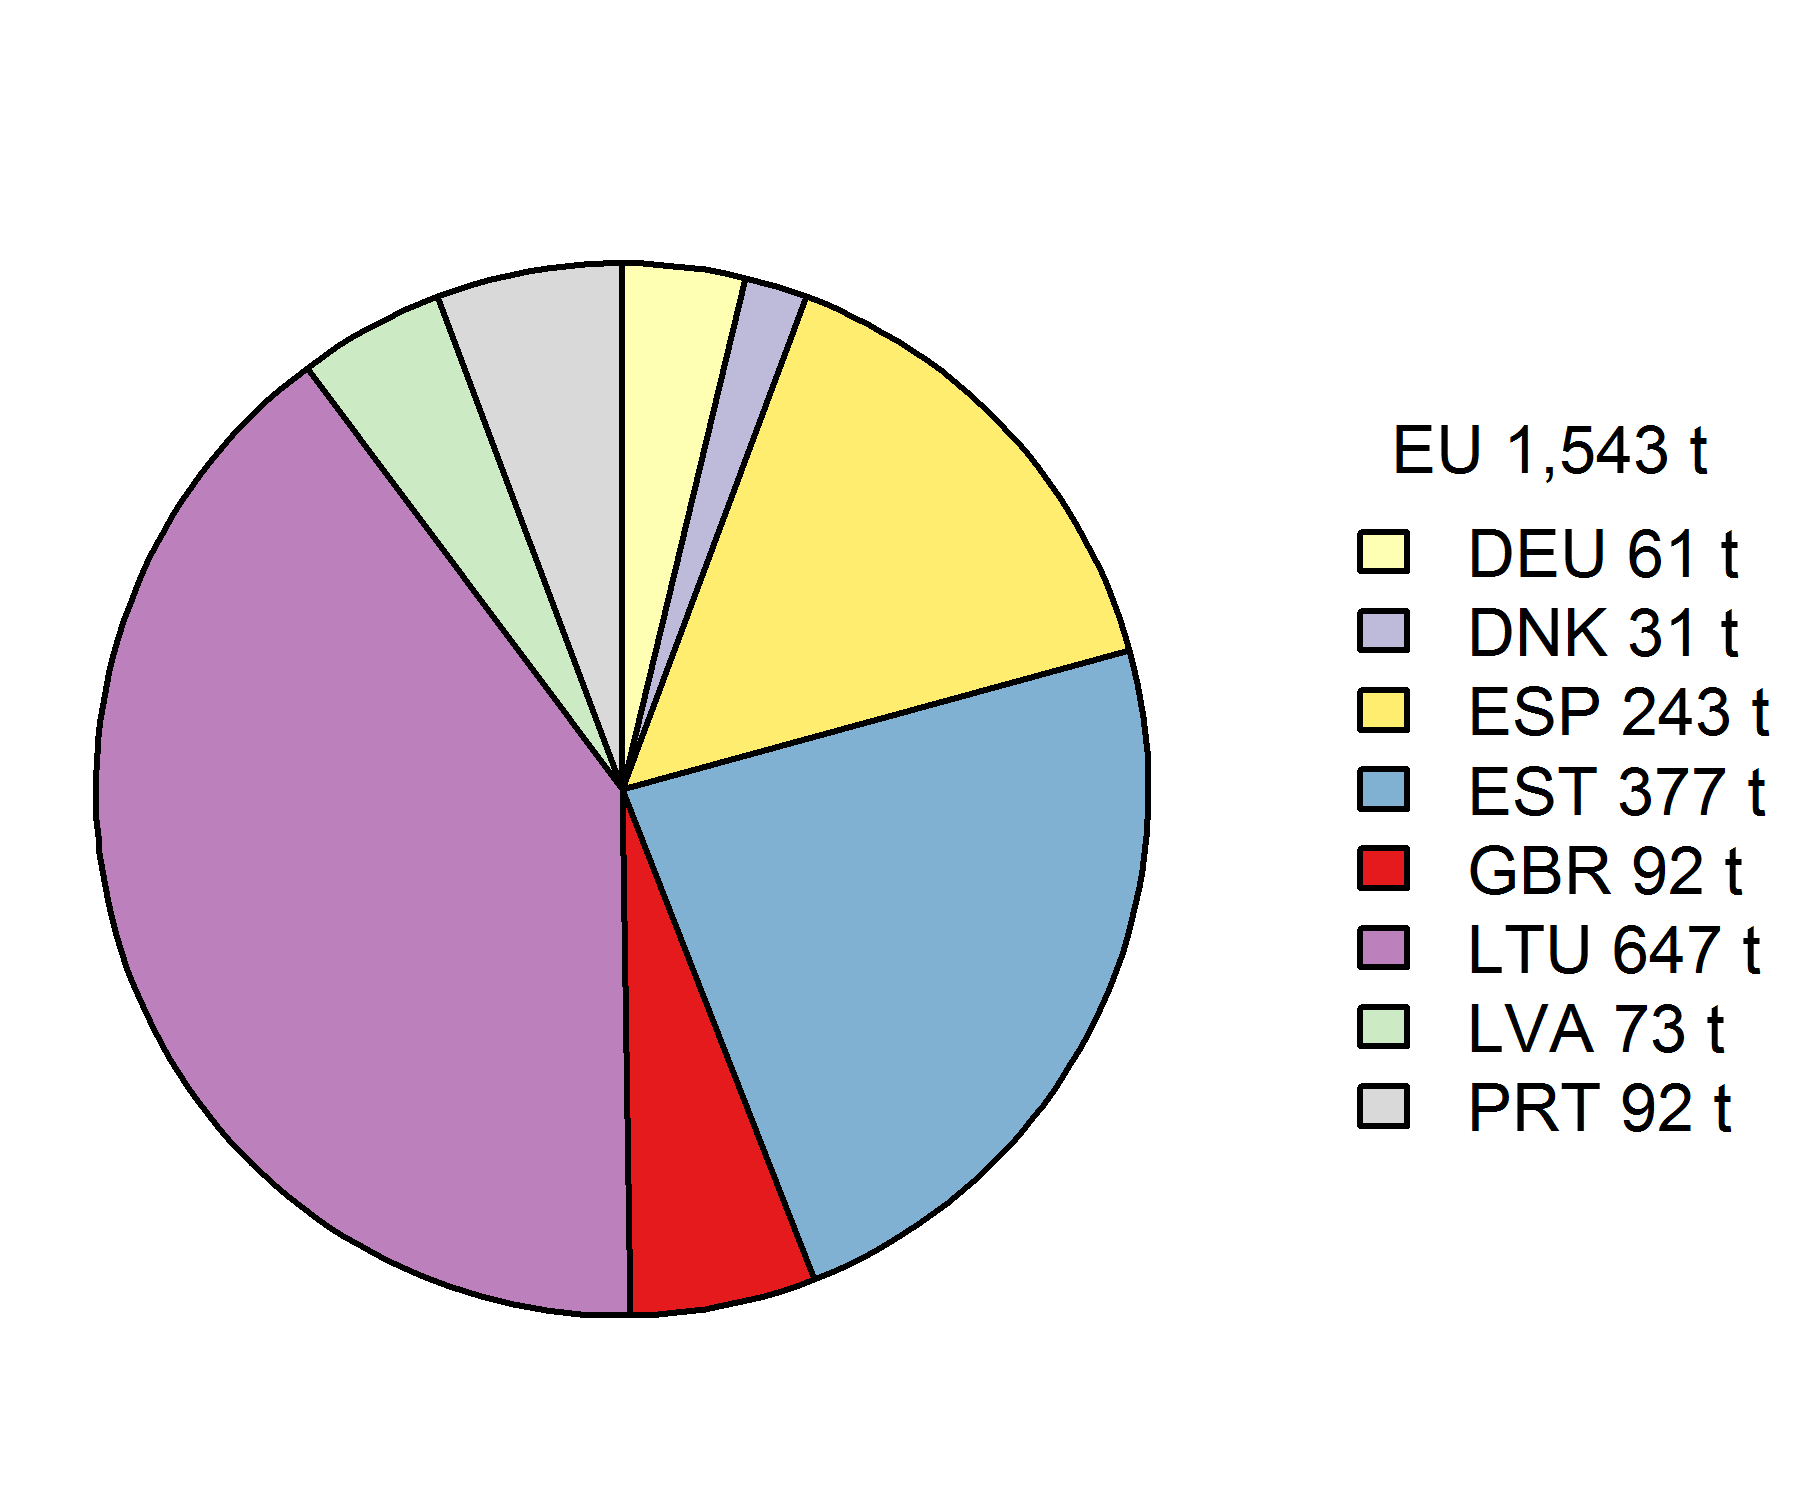 EU 1,543 t
DEU 61 t
DNK 31 t
ESP 243 t
EST 377 t
GBR 92 t
LTU 647 t
LVA 73 t
PRT 92 t